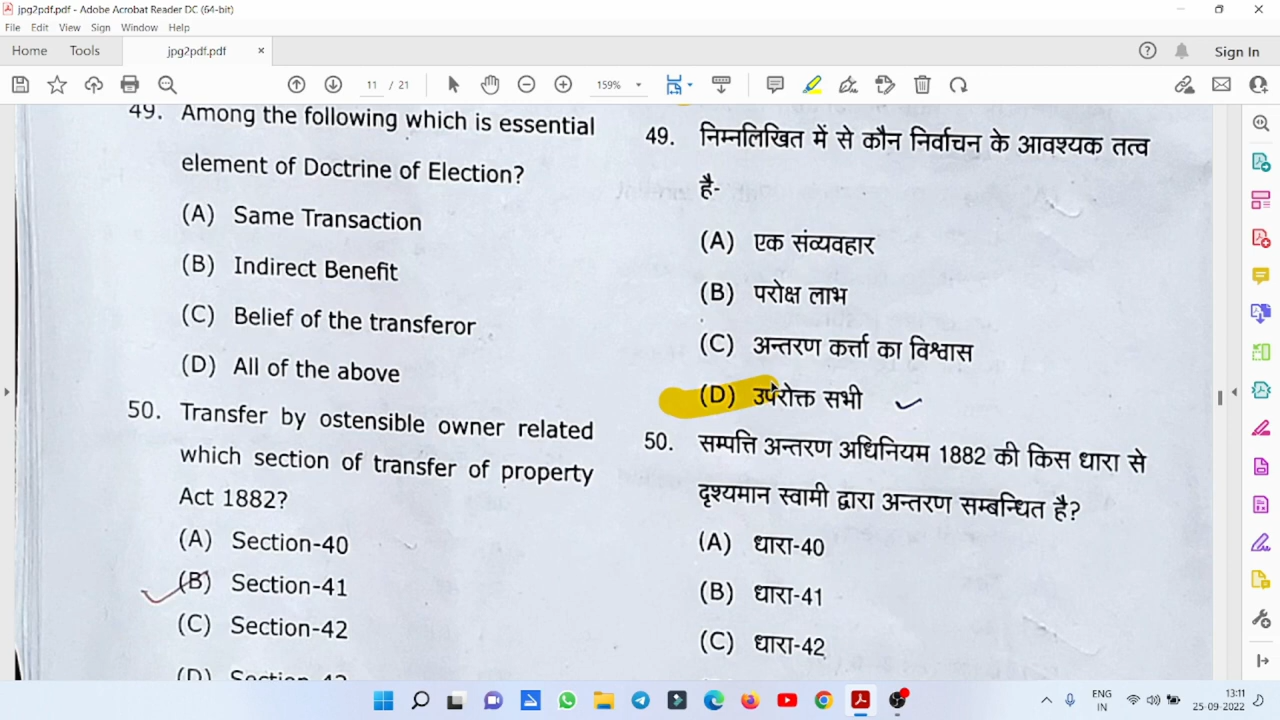 jpg2pdf.pdf - Adobe Acrobat Reader DC (64-bit)
File Edit View Sign Window Help
Home Tools jpg2pdf.pdf × Sign In
11 / 21 159%
49. Among the following which is essential
element of Doctrine of Election?
(A) Same Transaction
(B) Indirect Benefit
(C) Belief of the transferor
(D) All of the above
50. Transfer by ostensible owner related
which section of transfer of property
Act 1882?
(A) Section-40
(B) Section-41
(C) Section-42
49. निम्नलिखित में से कौन निर्वाचन के आवश्यक तत्व
है-
(A) एक संव्यवहार
(B) परोक्ष लाभ
(C) अन्तरण कर्त्ता का विश्वास
(D) उपरोक्त सभी
50. सम्पत्ति अन्तरण अधिनियम 1882 की किस धारा से
दृश्यमान स्वामी द्वारा अन्तरण सम्बन्धित है?
(A) धारा-40
(B) धारा-41
(C) धारा-42
ENG
IN
13:11
25-09-2022